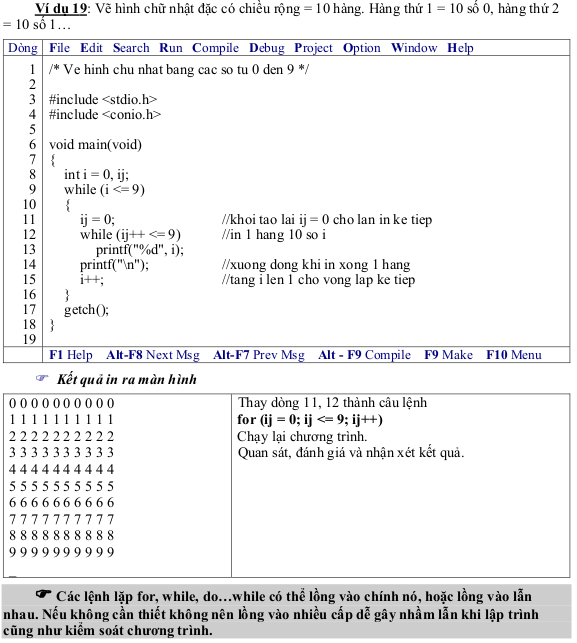 Ví dụ 19: Vẽ hình chữ nhật đặc có chiều rộng = 10 hàng. Hàng thứ 1 = 10 số 0, hàng thứ 2
= 10 số 1…
Dòng File Edit Search Run Compile Debug Project Option Window Help
1 /* Ve hinh chu nhat bang cac so tu 0 den 9 */
2
3 #include <stdio.h>
4 #include <conio.h>
5
6 void main(void)
7 {
8 int i = 0, ij;
9 while (i <= 9)
10 {
11 ij = 0; //khoi tao lai ij = 0 cho lan in ke tiep
12 while (ij++ <= 9) //in 1 hang 10 so i
13 printf("%d", i);
14 printf("\n"); //xuong dong khi in xong 1 hang
15 i++; //tang i len 1 cho vong lap ke tiep
16 }
17 getch();
18 }
19
F1 Help Alt-F8 Next Msg Alt-F7 Prev Msg Alt - F9 Compile F9 Make F10 Menu
☞ Kết quả in ra màn hình
0 0 0 0 0 0 0 0 0 0
1 1 1 1 1 1 1 1 1 1
2 2 2 2 2 2 2 2 2 2
3 3 3 3 3 3 3 3 3 3
4 4 4 4 4 4 4 4 4 4
5 5 5 5 5 5 5 5 5 5
6 6 6 6 6 6 6 6 6 6
7 7 7 7 7 7 7 7 7 7
8 8 8 8 8 8 8 8 8 8
9 9 9 9 9 9 9 9 9 9
_
Thay dòng 11, 12 thành câu lệnh
for (ij = 0; ij <= 9; ij++)
Chạy lại chương trình.
Quan sát, đánh giá và nhận xét kết quả.
☞ Các lệnh lặp for, while, do…while có thể lồng vào chính nó, hoặc lồng vào lẫn
nhau. Nếu không cần thiết không nên lồng vào nhiều cấp dễ gây nhầm lẫn khi lập trình
cũng như kiểm soát chương trình.